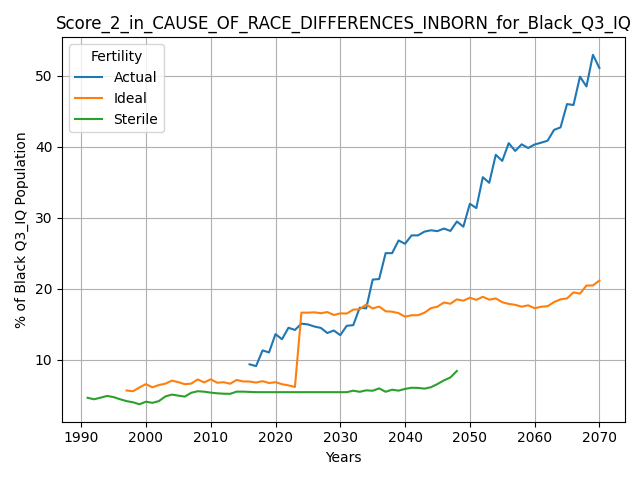 Score_2_in_CAUSE_OF_RACE_DIFFERENCES_INBORN_for_Black_Q3_IQ
Fertility
Actual
Ideal
Sterile
% of Black Q3_IQ Population
50
40
30
20
10
1990 2000 2010 2020 2030 2040 2050 2060 2070
Years